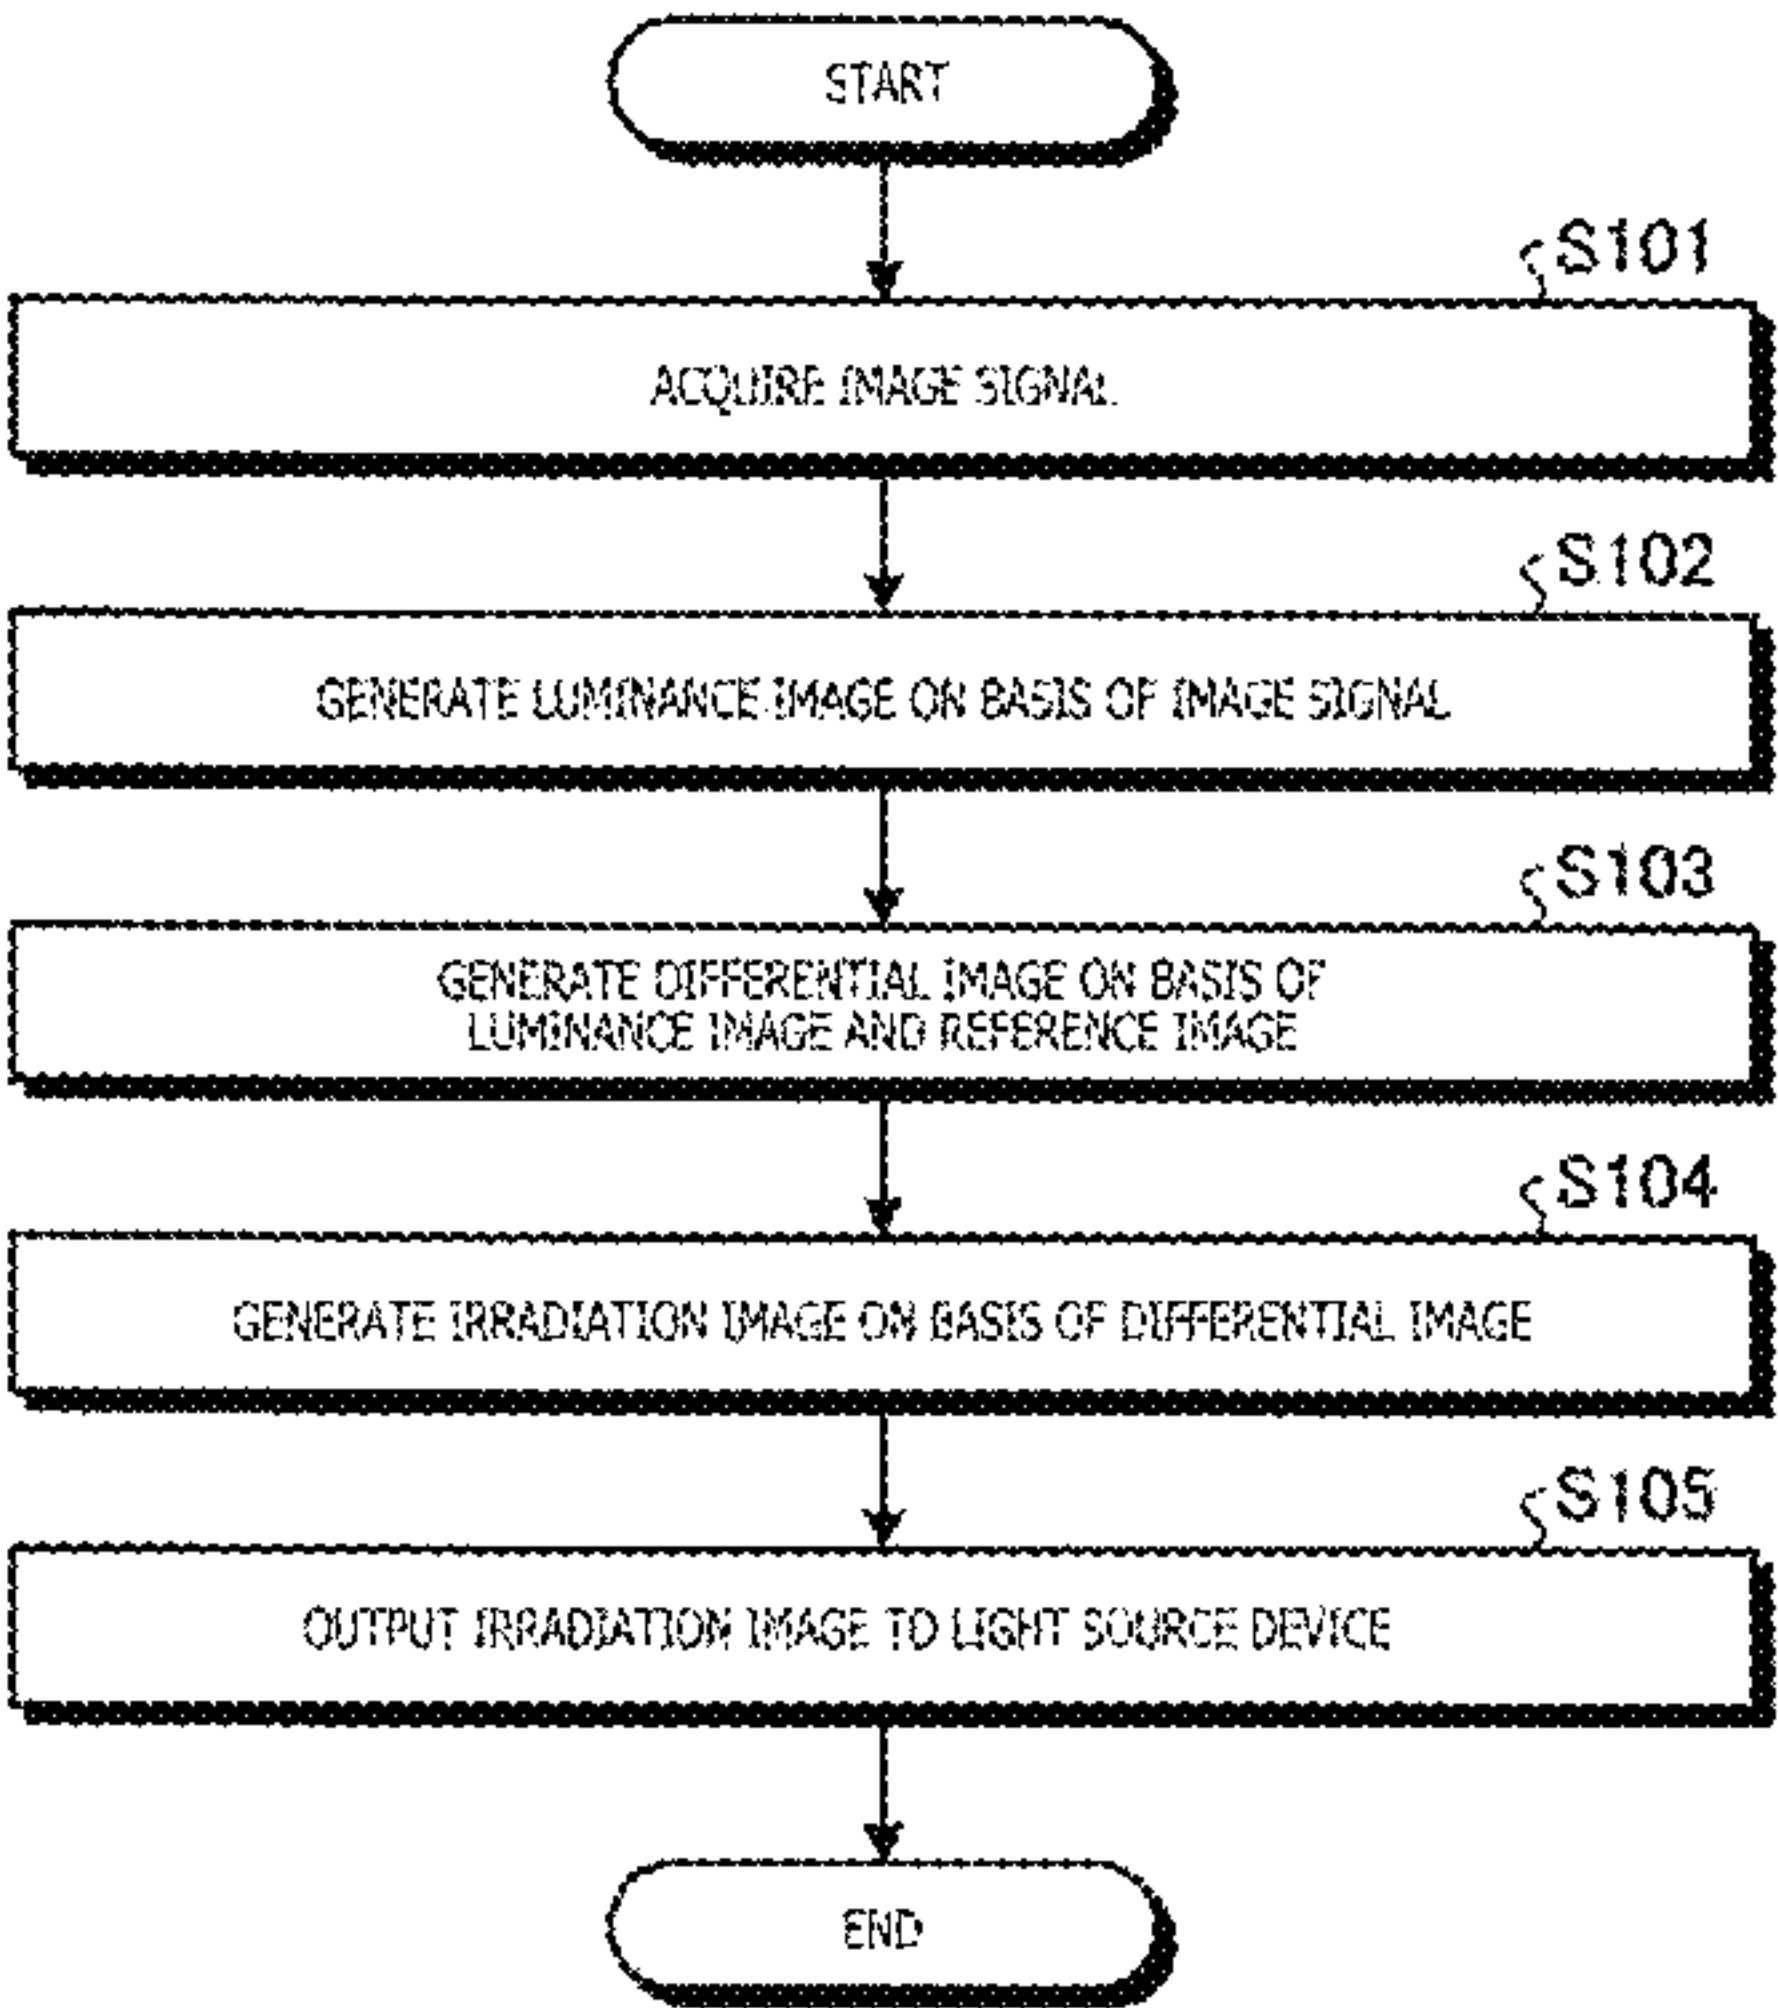 START
S101
ACQUIRE IMAGE SIGNAL
S102
GENERATE LUMINANCE IMAGE ON BASIS OF IMAGE SIGNAL
S103
GENERATE DIFFERENTIAL IMAGE ON BASIS OF
LUMINANCE IMAGE AND REFERENCE IMAGE
S104
GENERATE IRRADIATION IMAGE ON BASIS OF DIFFERENTIAL IMAGE
S105
OUTPUT IRRADIATION IMAGE TO LIGHT SOURCE DEVICE
END